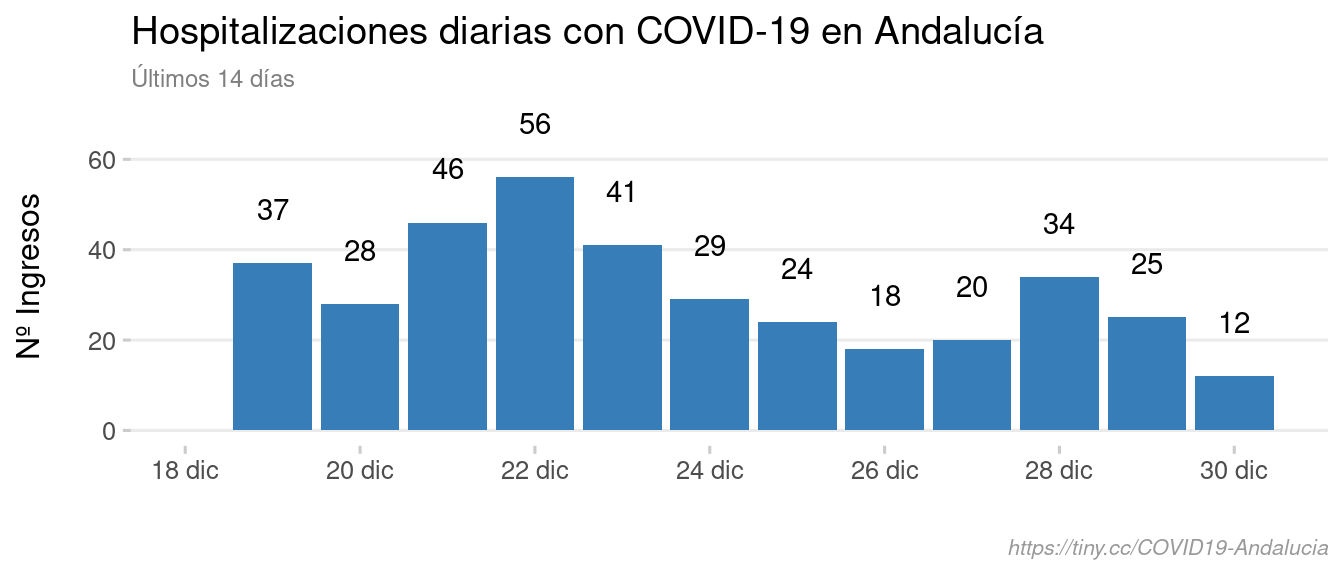 Hospitalizaciones diarias con COVID-19 en Andalucía
Últimos 14 días
Nº Ingresos
60
40
20
0
37
28
46
56
41
29
24
18
20
34
25
12
18 dic
20 dic
22 dic
24 dic
26 dic
28 dic
30 dic
https://tiny.cc/COVID19-Andalucia